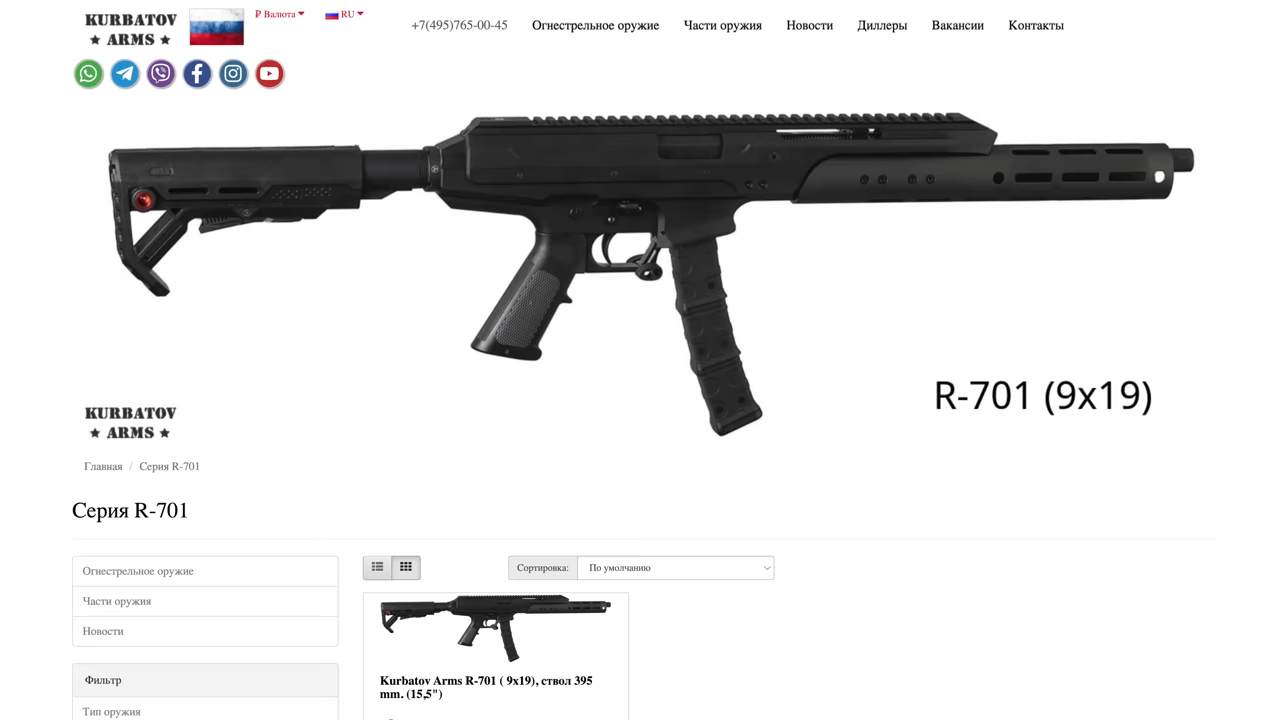 KURBATOV
★ ARMS ★
₽ Валюта
RU
+7(495)765-00-45
Огнестрельное оружие
Части оружия
Новости
Диллеры
Вакансии
Контакты
R-701 (9x19)
KURBATOV
★ ARMS ★
Главная / Серия R-701
Серия R-701
Огнестрельное оружие
Части оружия
Новости
Фильтр
Тип оружия
Сортировка:
По умолчанию
Kurbatov Arms R-701 ( 9x19), ствол 395
mm. (15,5")